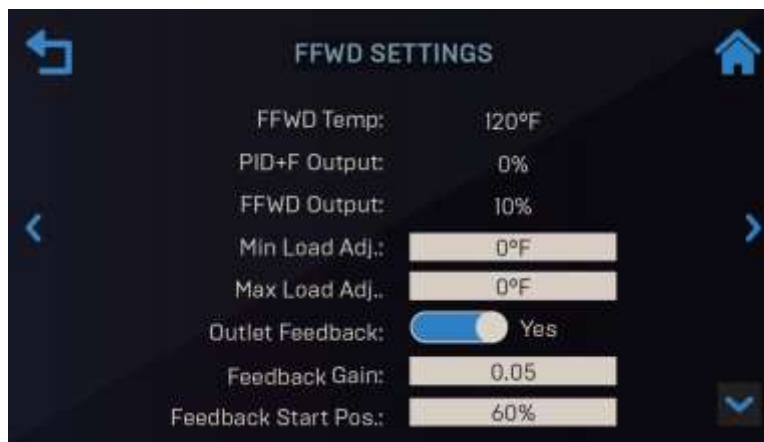 FFWD SETTINGS
FFWD Temp: 120°F
PID+F Output: 0%
FFWD Output: 10%
Min Load Adj.: 0°F
Max Load Adj.. 0°F
Outlet Feedback: Yes
Feedback Gain: 0.05
Feedback Start Pos.: 60%